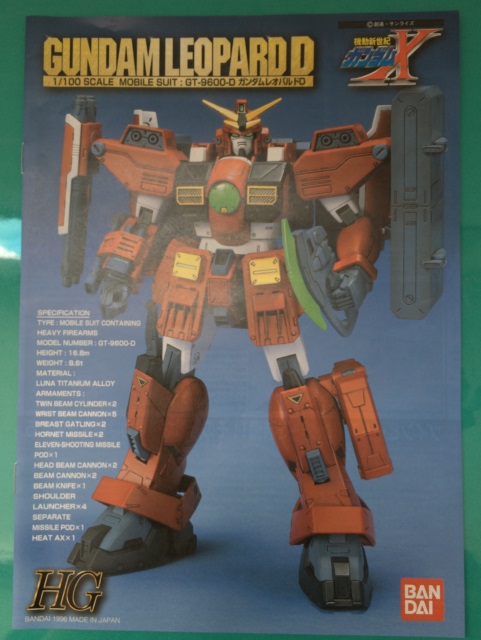 ©創通・サンライズ
機動新世紀
ガンダムX
GUNDAM LEOPARD D
1/100 SCALE MOBILE SUIT : GT-9600-D ガンダムレオパルドD
SPECIFICATION
TYPE : MOBILE SUIT CONTAINING
HEAVY FIREARMS
MODEL NUMBER : GT-9600-D
HEIGHT : 16.8m
WEIGHT : 8.6t
MATERIAL :
LUNA TITANIUM ALLOY
ARMAMENTS :
TWIN BEAM CYLINDER×2
WRIST BEAM CANNON×5
BREAST GATLING×2
HORNET MISSILE×2
ELEVEN-SHOOTING MISSILE
POD×1
HEAD BEAM CANNON×2
BEAM CANNON×2
BEAM KNIFE×1
SHOULDER
LAUNCHER×4
SEPARATE
MISSILE POD×1
HEAT AX×1
HG
BANDAI 1996 MADE IN JAPAN
BAN
DAI